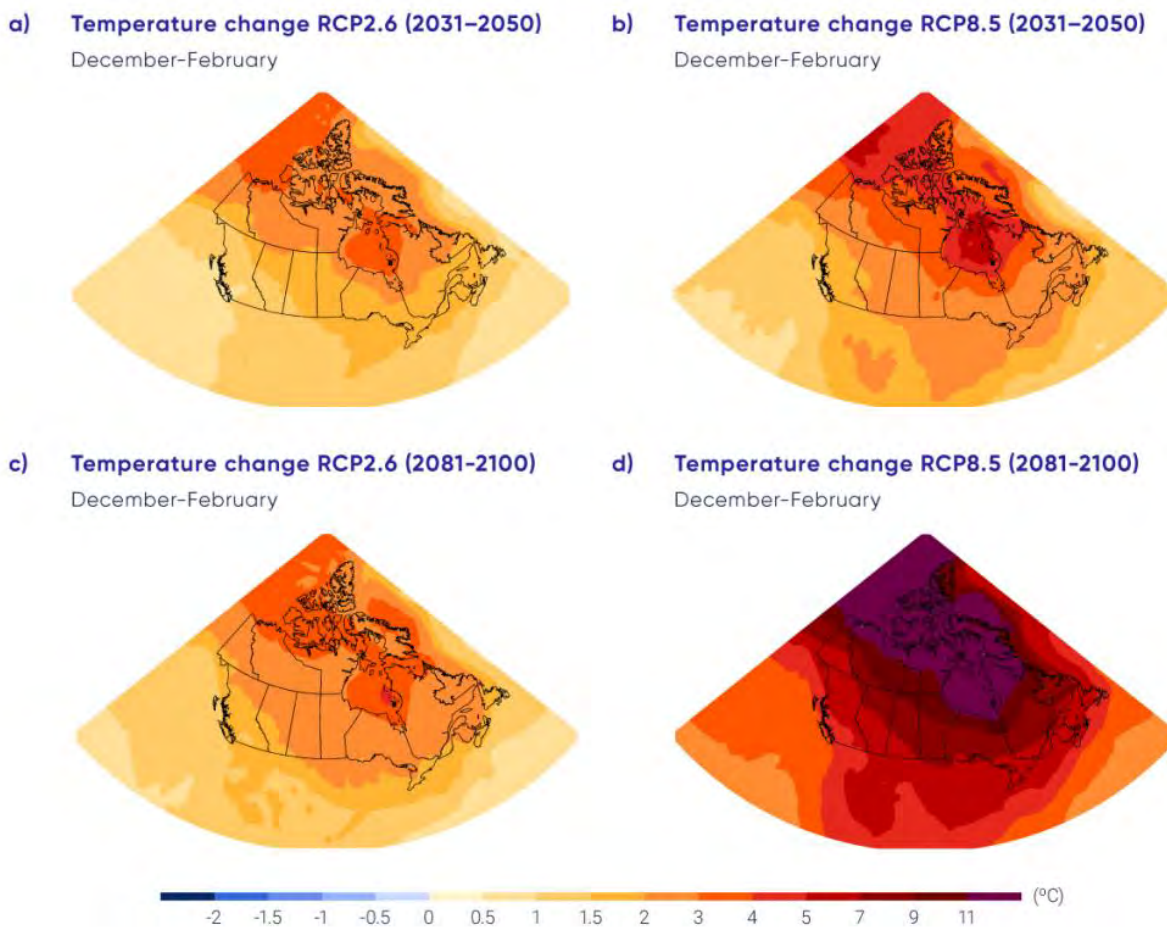 a) Temperature change RCP2.6 (2031–2050)
December-February
b) Temperature change RCP8.5 (2031–2050)
December-February
c) Temperature change RCP2.6 (2081-2100)
December-February
d) Temperature change RCP8.5 (2081-2100)
December-February
(ºC)
-2 -1.5 -1 -0.5 0 0.5 1 1.5 2 3 4 5 7 9 11